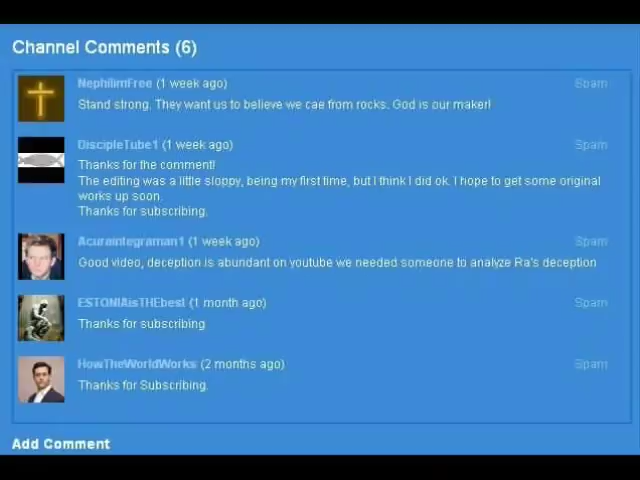 Channel Comments (6)
NephilimFree (1 week ago)
Spam
Stand strong. They want us to believe we cae from rocks. God is our maker!
DiscipleTube1 (1 week ago)
Spam
Thanks for the comment!
The editing was a little sloppy, being my first time, but I think I did ok. I hope to get some original
works up soon.
Thanks for subscribing.
Acuraintegraman1 (1 week ago)
Spam
Good video, deception is abundant on youtube we needed someone to analyze Ra's deception
ESTONIAisTHEbest (1 month ago)
Spam
Thanks for subscribing
HowTheWorldWorks (2 months ago)
Spam
Thanks for Subscribing.
Add Comment